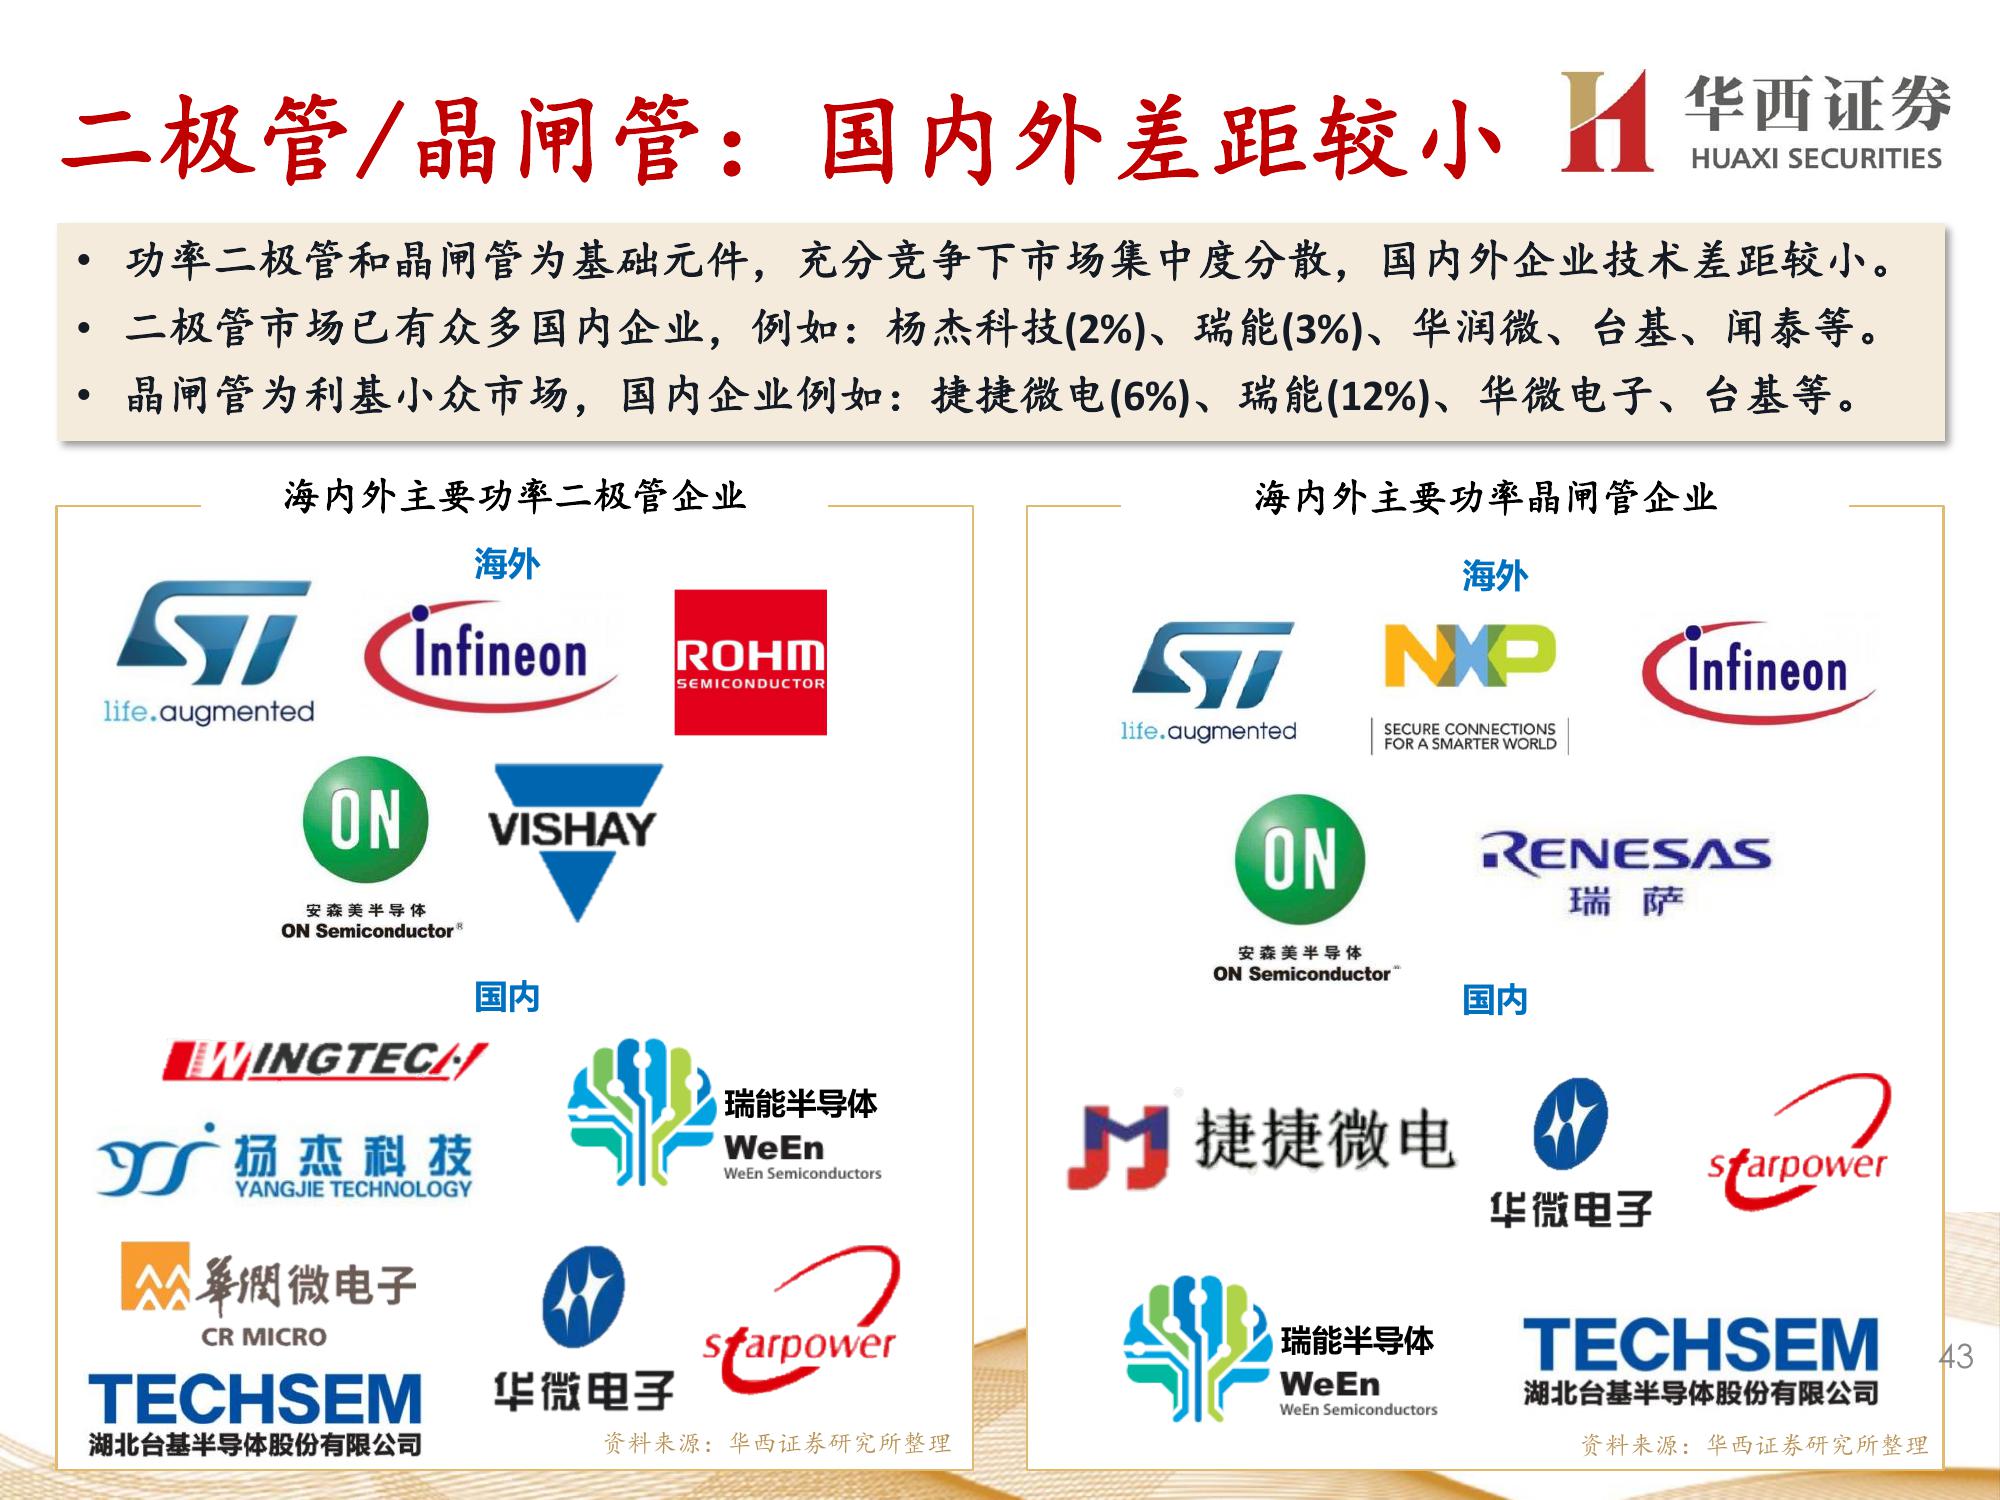 二极管/晶闸管：国内外差距较小
华西证券
HUAXI SECURITIES
• 功率二极管和晶闸管为基础元件，充分竞争下市场集中度分散，国内外企业技术差距较小。
• 二极管市场已有众多国内企业，例如：杨杰科技(2%)、瑞能(3%)、华润微、台基、闻泰等。
• 晶闸管为利基小众市场，国内企业例如：捷捷微电(6%)、瑞能(12%)、华微电子、台基等。
海内外主要功率二极管企业
海外
ST
life.augmented
infineon
ROHM
SEMICONDUCTOR
ON
安森美半导体
ON Semiconductor®
VISHAY
国内
WINGTECH
扬杰科技
YANGJIE TECHNOLOGY
瑞能半导体
WeEn
WeEn Semiconductors
華潤微电子
CR MICRO
华微电子
starpower
TECHSEM
湖北台基半导体股份有限公司
资料来源：华西证券研究所整理
海内外主要功率晶闸管企业
海外
ST
life.augmented
NXP
SECURE CONNECTIONS
FOR A SMARTER WORLD
infineon
ON
安森美半导体
ON Semiconductor
RENESAS
瑞萨
国内
捷捷微电
华微电子
starpower
瑞能半导体
WeEn
WeEn Semiconductors
TECHSEM
湖北台基半导体股份有限公司
资料来源：华西证券研究所整理
43